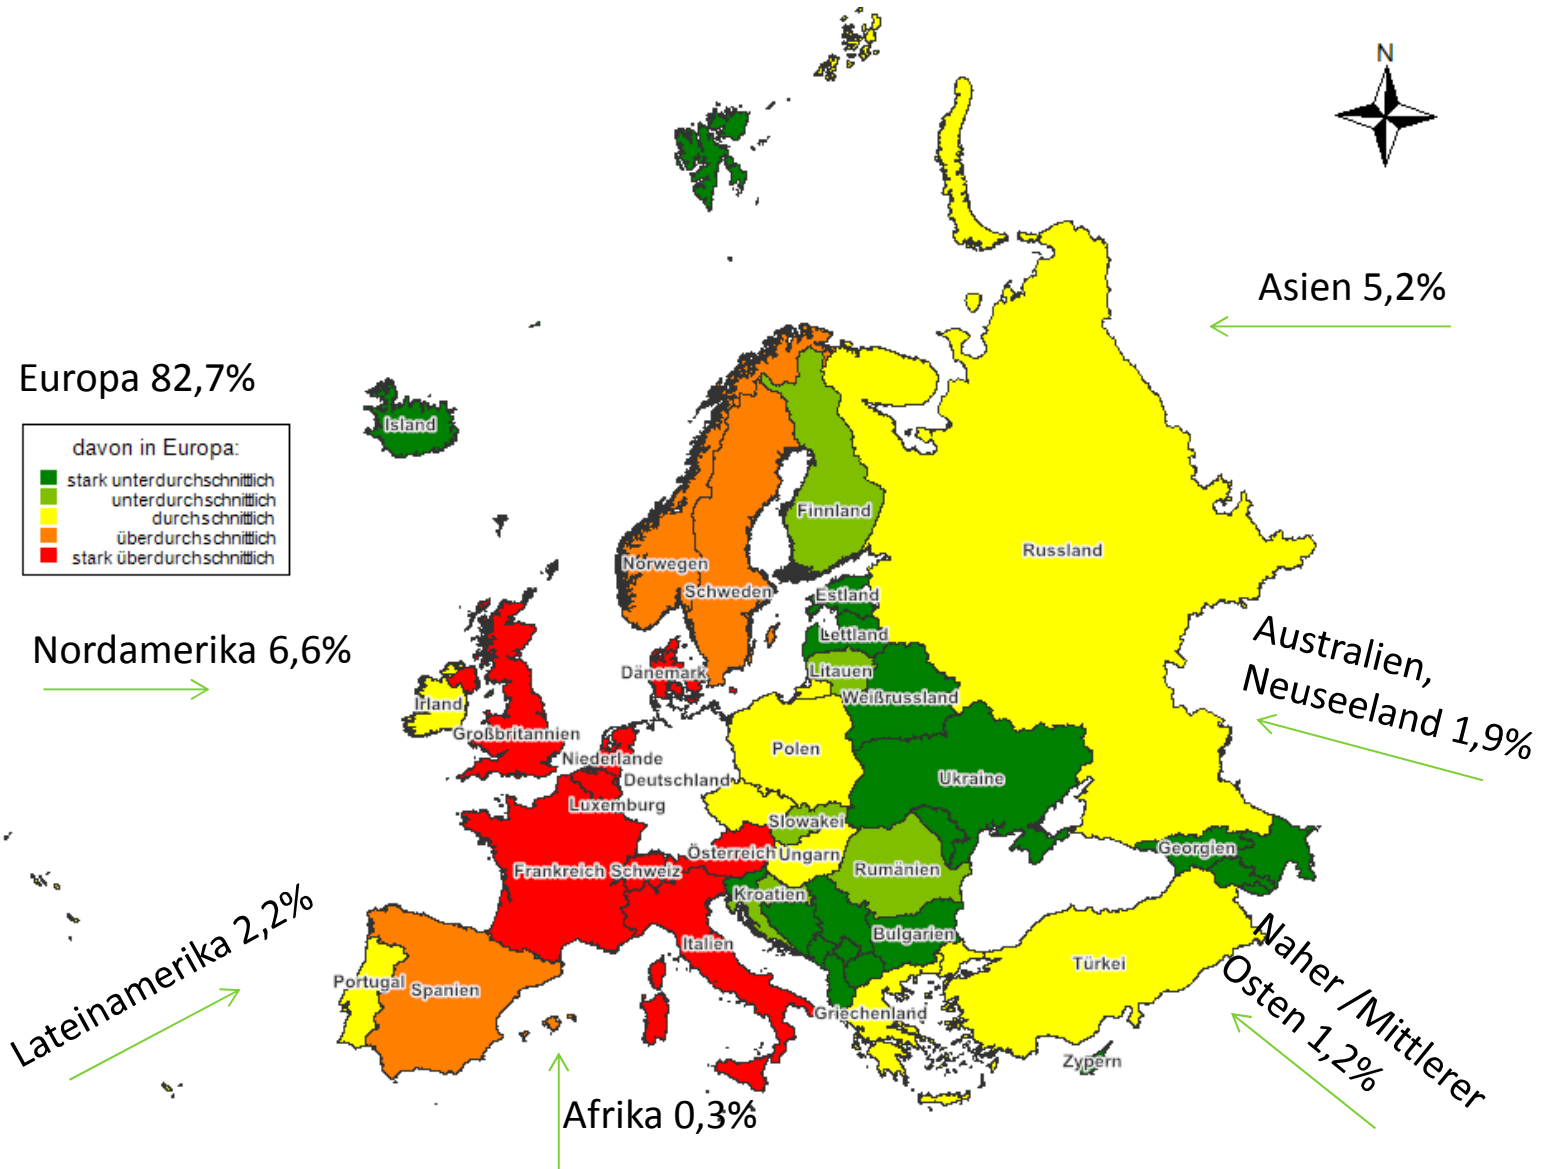 N
Asien 5,2%
Europa 82,7%
davon in Europa:
stark unterdurchschnittlich
unterdurchschnittlich
durchschnittlich
überdurchschnittlich
stark überdurchschnittlich
Island
Finnland
Russland
Norwegen
Schweden
Estland
Lettland
Nordamerika 6,6%
Australien,
Neuseeland 1,9%
Dänemark
Litauen
Weißrussland
Irland
Großbritannien
Niederlande
Polen
Deutschland
Ukraine
Luxemburg
Slowakei
Österreich
Ungarn
Georgien
Frankreich
Schweiz
Rumänien
Kroatien
Lateinamerika 2,2%
Italien
Bulgarien
Türkei
Naher /Mittlerer
Osten 1,2%
Portugal
Spanien
Griechenland
Zypern
Afrika 0,3%